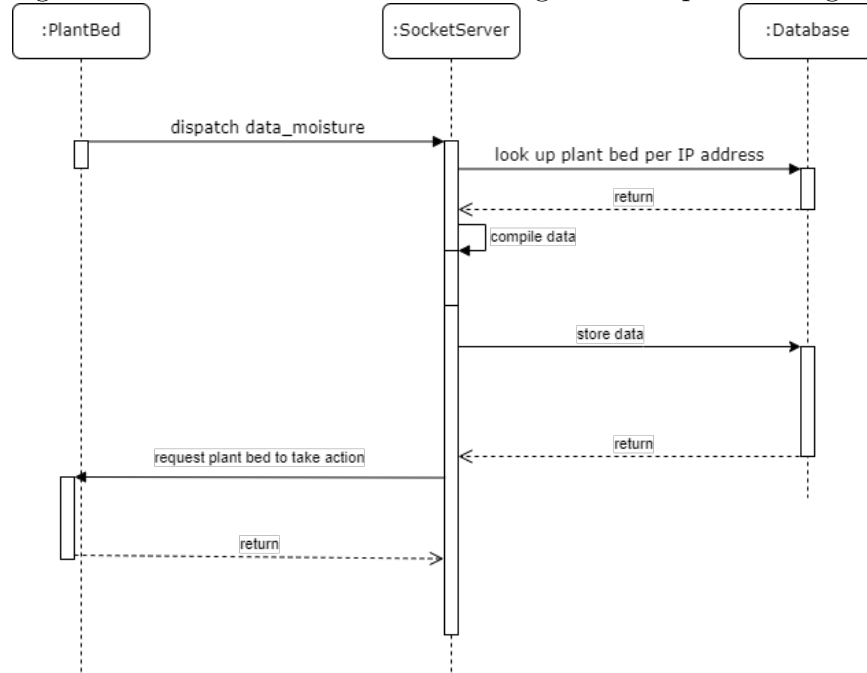 :PlantBed
:SocketServer
:Database
dispatch data_moisture
look up plant bed per IP address
return
compile data
store data
return
request plant bed to take action
return